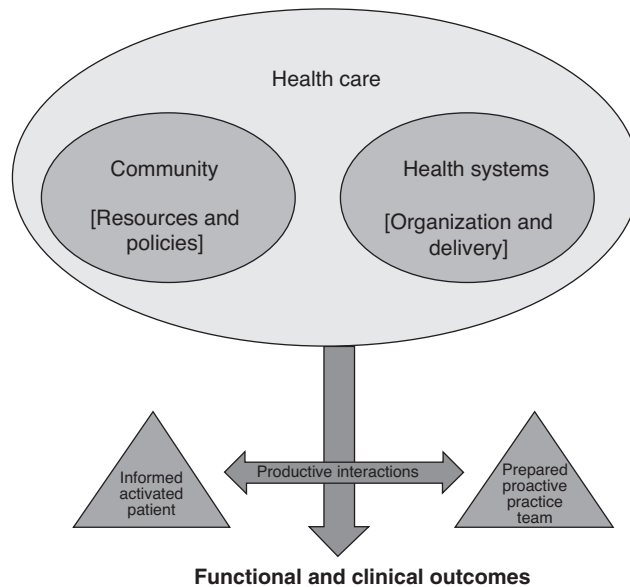 Health care
Community
[Resources and
policies]
Health systems
[Organization and
delivery]
Informed
activated
patient
Productive interactions
Prepared
proactive
practice
team
Functional and clinical outcomes